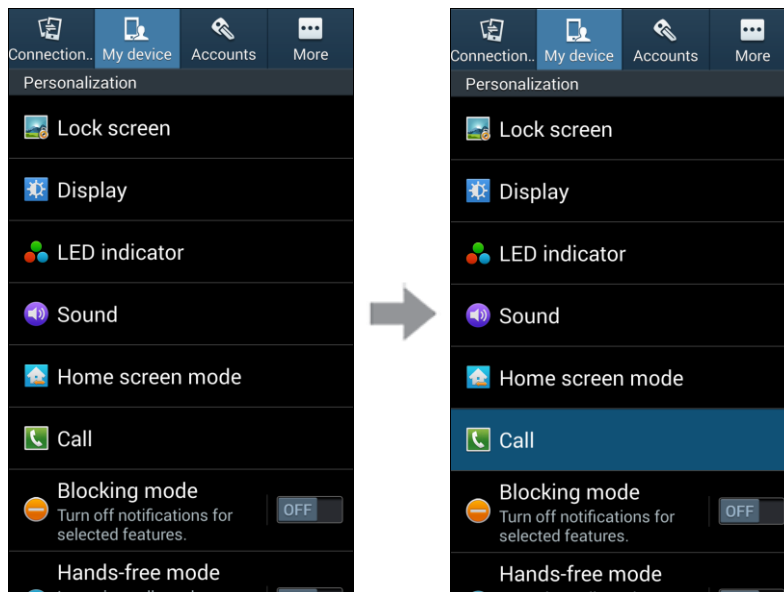 Connection.. My device Accounts More
Personalization
Lock screen
Display
LED indicator
Sound
Home screen mode
Call
Blocking mode
Turn off notifications for
selected features.
OFF
Hands-free mode
Connection.. My device Accounts More
Personalization
Lock screen
Display
LED indicator
Sound
Home screen mode
Call
Blocking mode
Turn off notifications for
selected features.
OFF
Hands-free mode